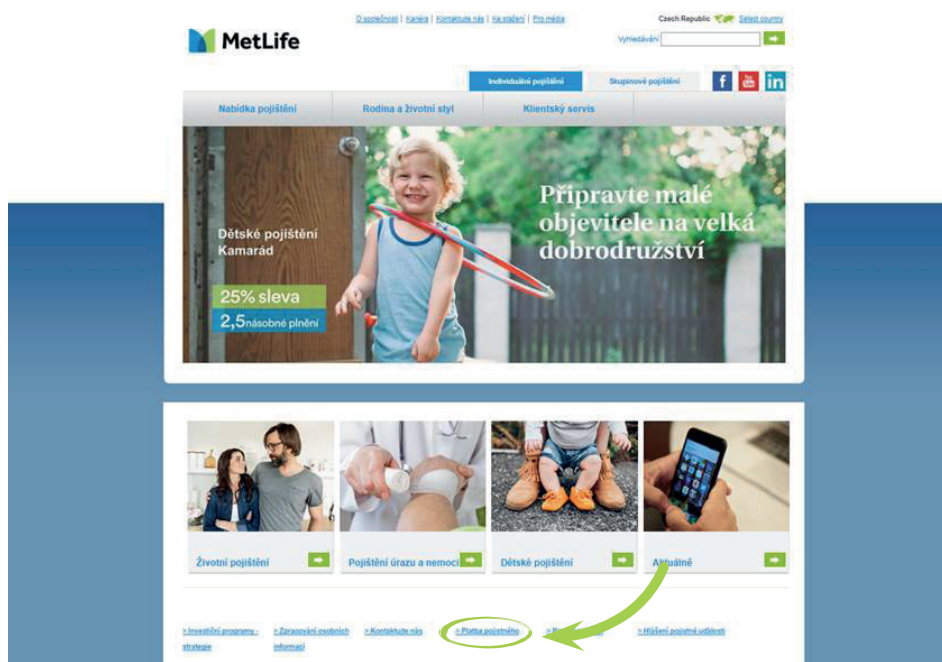 O společnosti | Kariéra | Kontaktujte nás | Ke stažení | Pro média
Czech Republic Select country
MetLife
Vyhledávání
Individuální pojištění Skupinové pojištění
f You in
Nabídka pojištění Rodina a životní styl Klientský servis
Připravte malé
objevitele na velká
dobrodružství
Dětské pojištění
Kamarád
25% sleva
2,5násobné plnění
Životní pojištění Pojištění úrazu a nemoci Dětské pojištění Aktuálně
> Investiční programy - > Zpracování osobních > Kontaktujte nás > Platba pojistného > Hlášení pojistné události
strategie informací